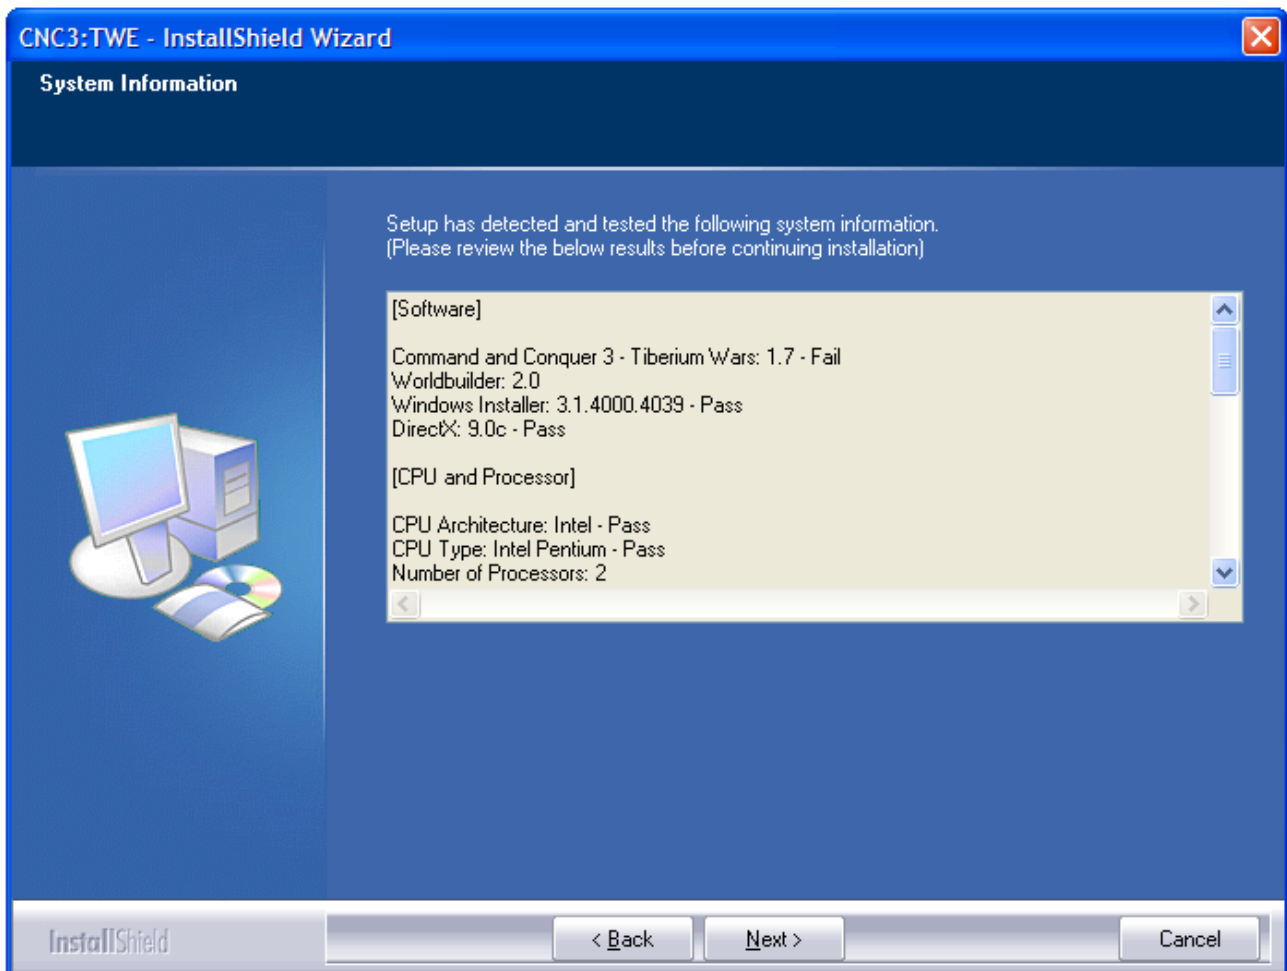 CNC3:TWE - InstallShield Wizard
System Information
Setup has detected and tested the following system information.
(Please review the below results before continuing installation)
[Software]
Command and Conquer 3 - Tiberium Wars: 1.7 - Fail
Worldbuilder: 2.0
Windows Installer: 3.1.4000.4039 - Pass
DirectX: 9.0c - Pass
[CPU and Processor]
CPU Architecture: Intel - Pass
CPU Type: Intel Pentium - Pass
Number of Processors: 2
InstallShield
< Back
Next >
Cancel